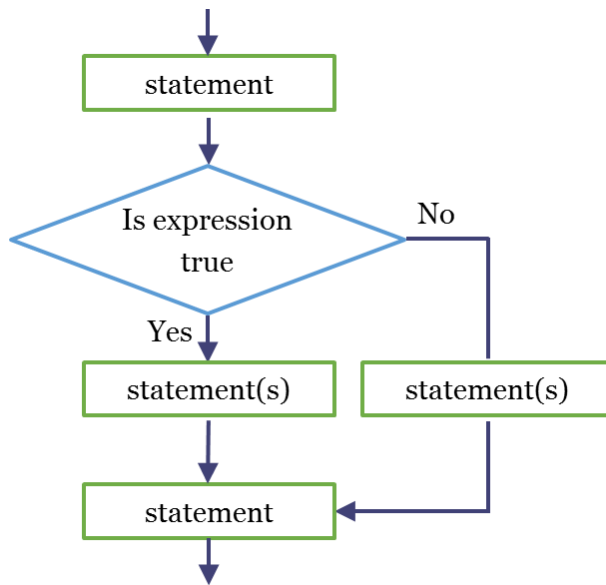 statement
Is expression
true
No
Yes
statement(s)
statement(s)
statement